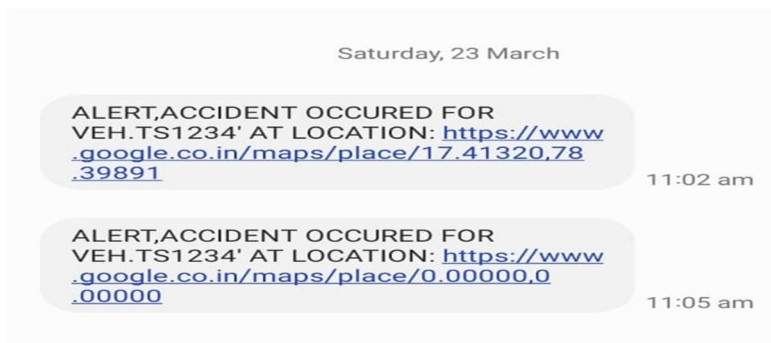 Saturday, 23 March
ALERT,ACCIDENT OCCURED FOR
VEH.TS1234' AT LOCATION: https://www
.google.co.in/maps/place/17.41320,78
.39891
11:02 am
ALERT,ACCIDENT OCCURED FOR
VEH.TS1234' AT LOCATION: https://www
.google.co.in/maps/place/0.00000,0
.00000
11:05 am